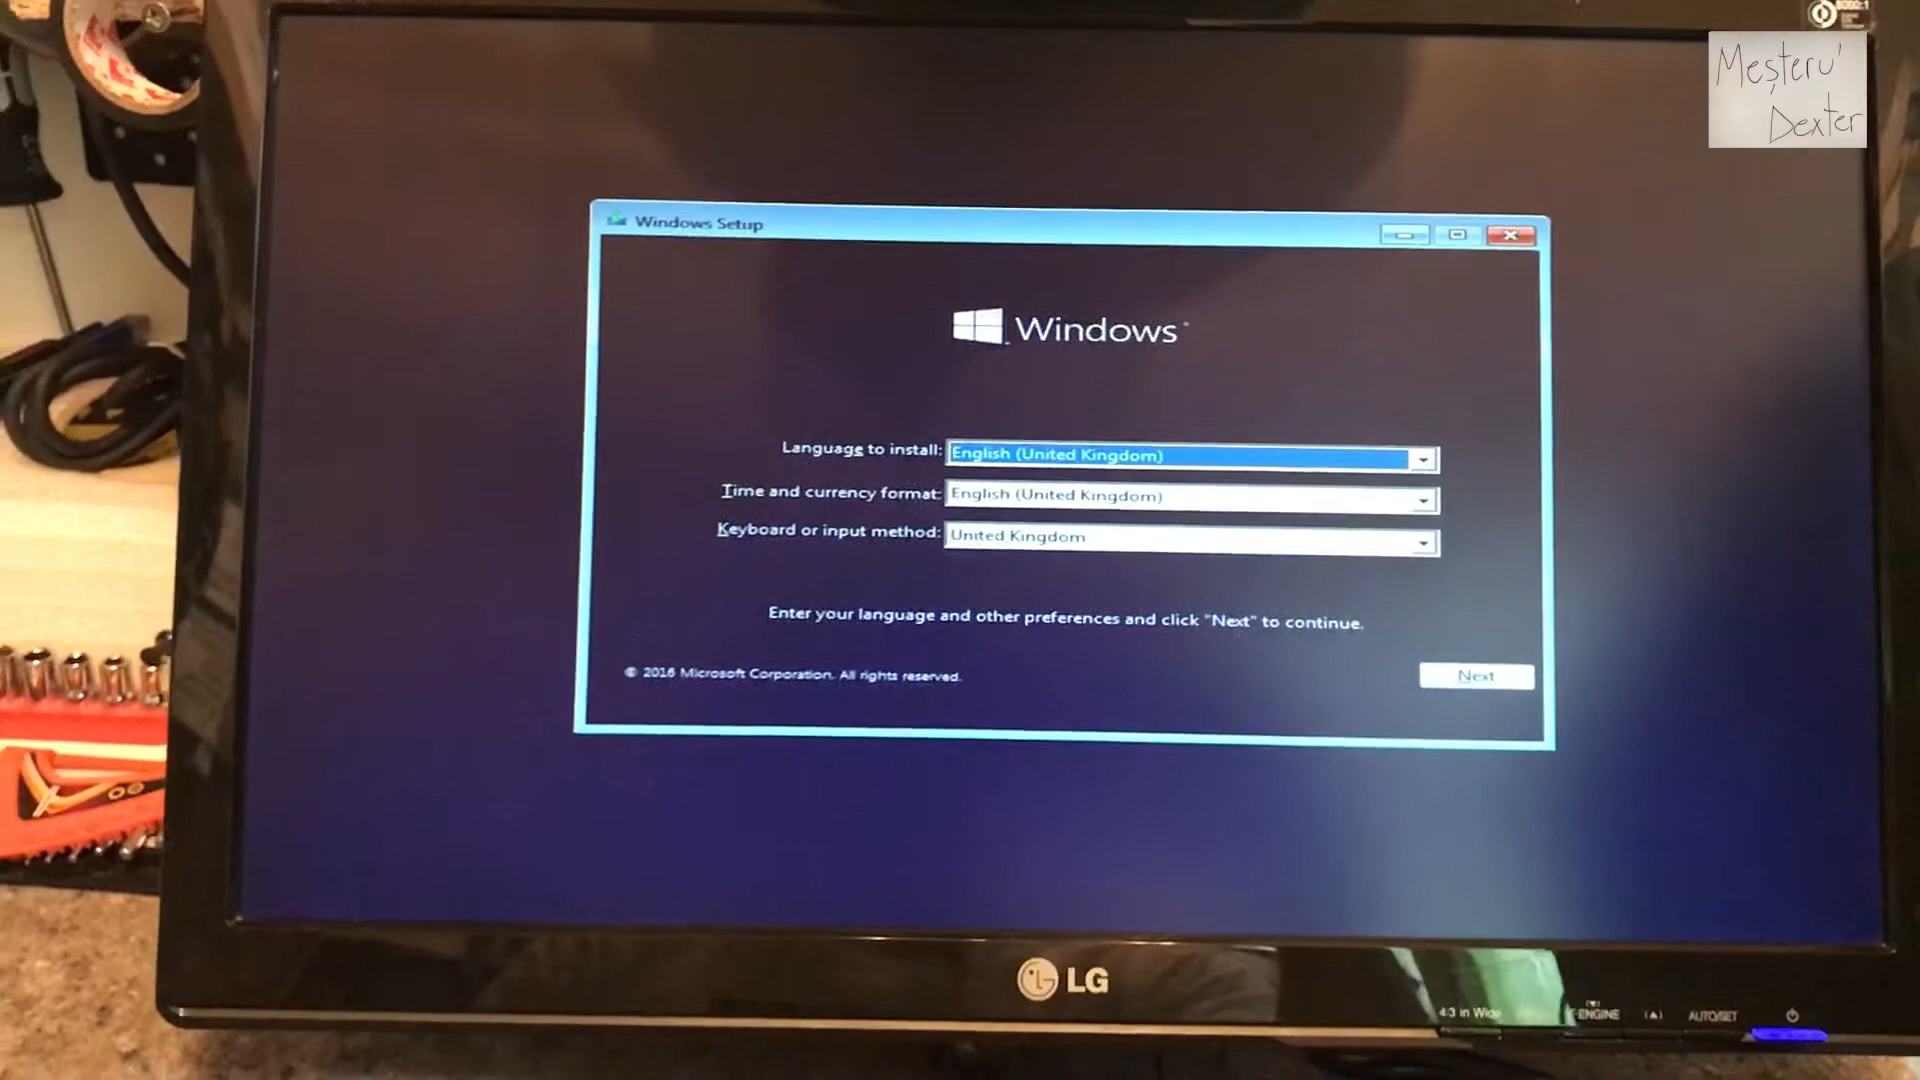 Meșteru'
Dexter
Windows Setup
Windows
Language to install: English (United Kingdom)
Time and currency format: English (United Kingdom)
Keyboard or input method: United Kingdom
Enter your language and other preferences and click "Next" to continue.
© 2016 Microsoft Corporation. All rights reserved.
Next
LG
4:3 in Wide
F-ENGINE
AUTO/SET